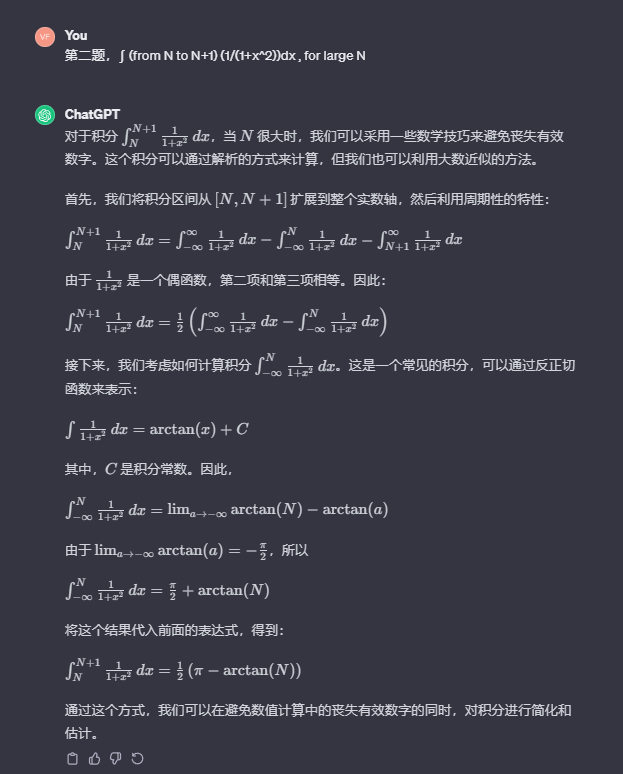 VF
You
第二题，∫ (from N to N+1) (1/(1+x^2))dx , for large N
ChatGPT
对于积分 $\int_{N}^{N+1} \frac{1}{1+x^2} \, dx$，当 $N$ 很大时，我们可以采用一些数学技巧来避免丧失有效
数字。这个积分可以通过解析的方式来计算，但我们也可以利用大数近似的方法。
首先，我们将积分区间从 $[N, N+1]$ 扩展到整个实数轴，然后利用周期性的特性：
$\int_{N}^{N+1} \frac{1}{1+x^2} \, dx = \int_{-\infty}^{\infty} \frac{1}{1+x^2} \, dx - \int_{-\infty}^{N} \frac{1}{1+x^2} \, dx - \int_{N+1}^{\infty} \frac{1}{1+x^2} \, dx$
由于 $\frac{1}{1+x^2}$ 是一个偶函数，第二项和第三项相等。因此：
$\int_{N}^{N+1} \frac{1}{1+x^2} \, dx = \frac{1}{2} \left( \int_{-\infty}^{\infty} \frac{1}{1+x^2} \, dx - \int_{-\infty}^{N} \frac{1}{1+x^2} \, dx \right)$
接下来，我们考虑如何计算积分 $\int_{-\infty}^{N} \frac{1}{1+x^2} \, dx$。这是一个常见的积分，可以通过反正切
函数来表示：
$\int \frac{1}{1+x^2} \, dx = \arctan(x) + C$
其中，$C$ 是积分常数。因此，
$\int_{-\infty}^{N} \frac{1}{1+x^2} \, dx = \lim_{a \to -\infty} \arctan(N) - \arctan(a)$
由于 $\lim_{a \to -\infty} \arctan(a) = -\frac{\pi}{2}$，所以
$\int_{-\infty}^{N} \frac{1}{1+x^2} \, dx = \frac{\pi}{2} + \arctan(N)$
将这个结果代入前面的表达式，得到：
$\int_{N}^{N+1} \frac{1}{1+x^2} \, dx = \frac{1}{2} (\pi - \arctan(N))$
通过这个方式，我们可以在避免数值计算中的丧失有效数字的同时，对积分进行简化和
估计。